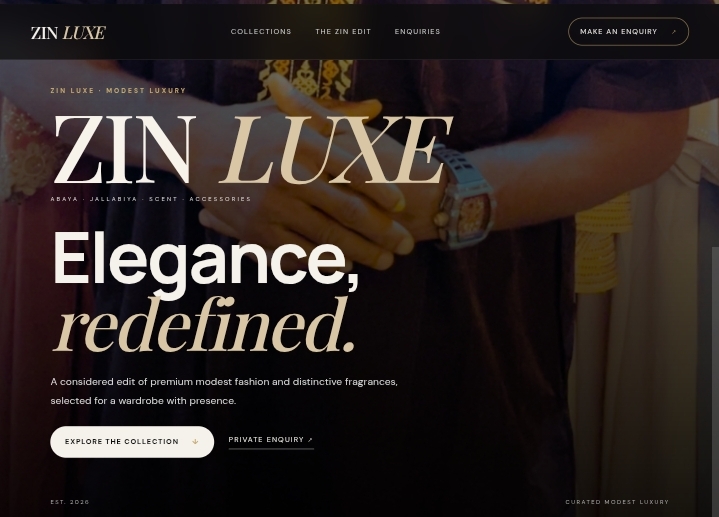 ZIN LUXE
COLLECTIONS THE ZIN EDIT ENQUIRIES
MAKE AN ENQUIRY ↗
ZIN LUXE · MODEST LUXURY
ZIN LUXE
ABAYA · JALLABIYA · SCENT · ACCESSORIES
Elegance,
redefined.
A considered edit of premium modest fashion and distinctive fragrances,
selected for a wardrobe with presence.
EXPLORE THE COLLECTION ↓
PRIVATE ENQUIRY ↗
EST. 2026
CURATED MODEST LUXURY